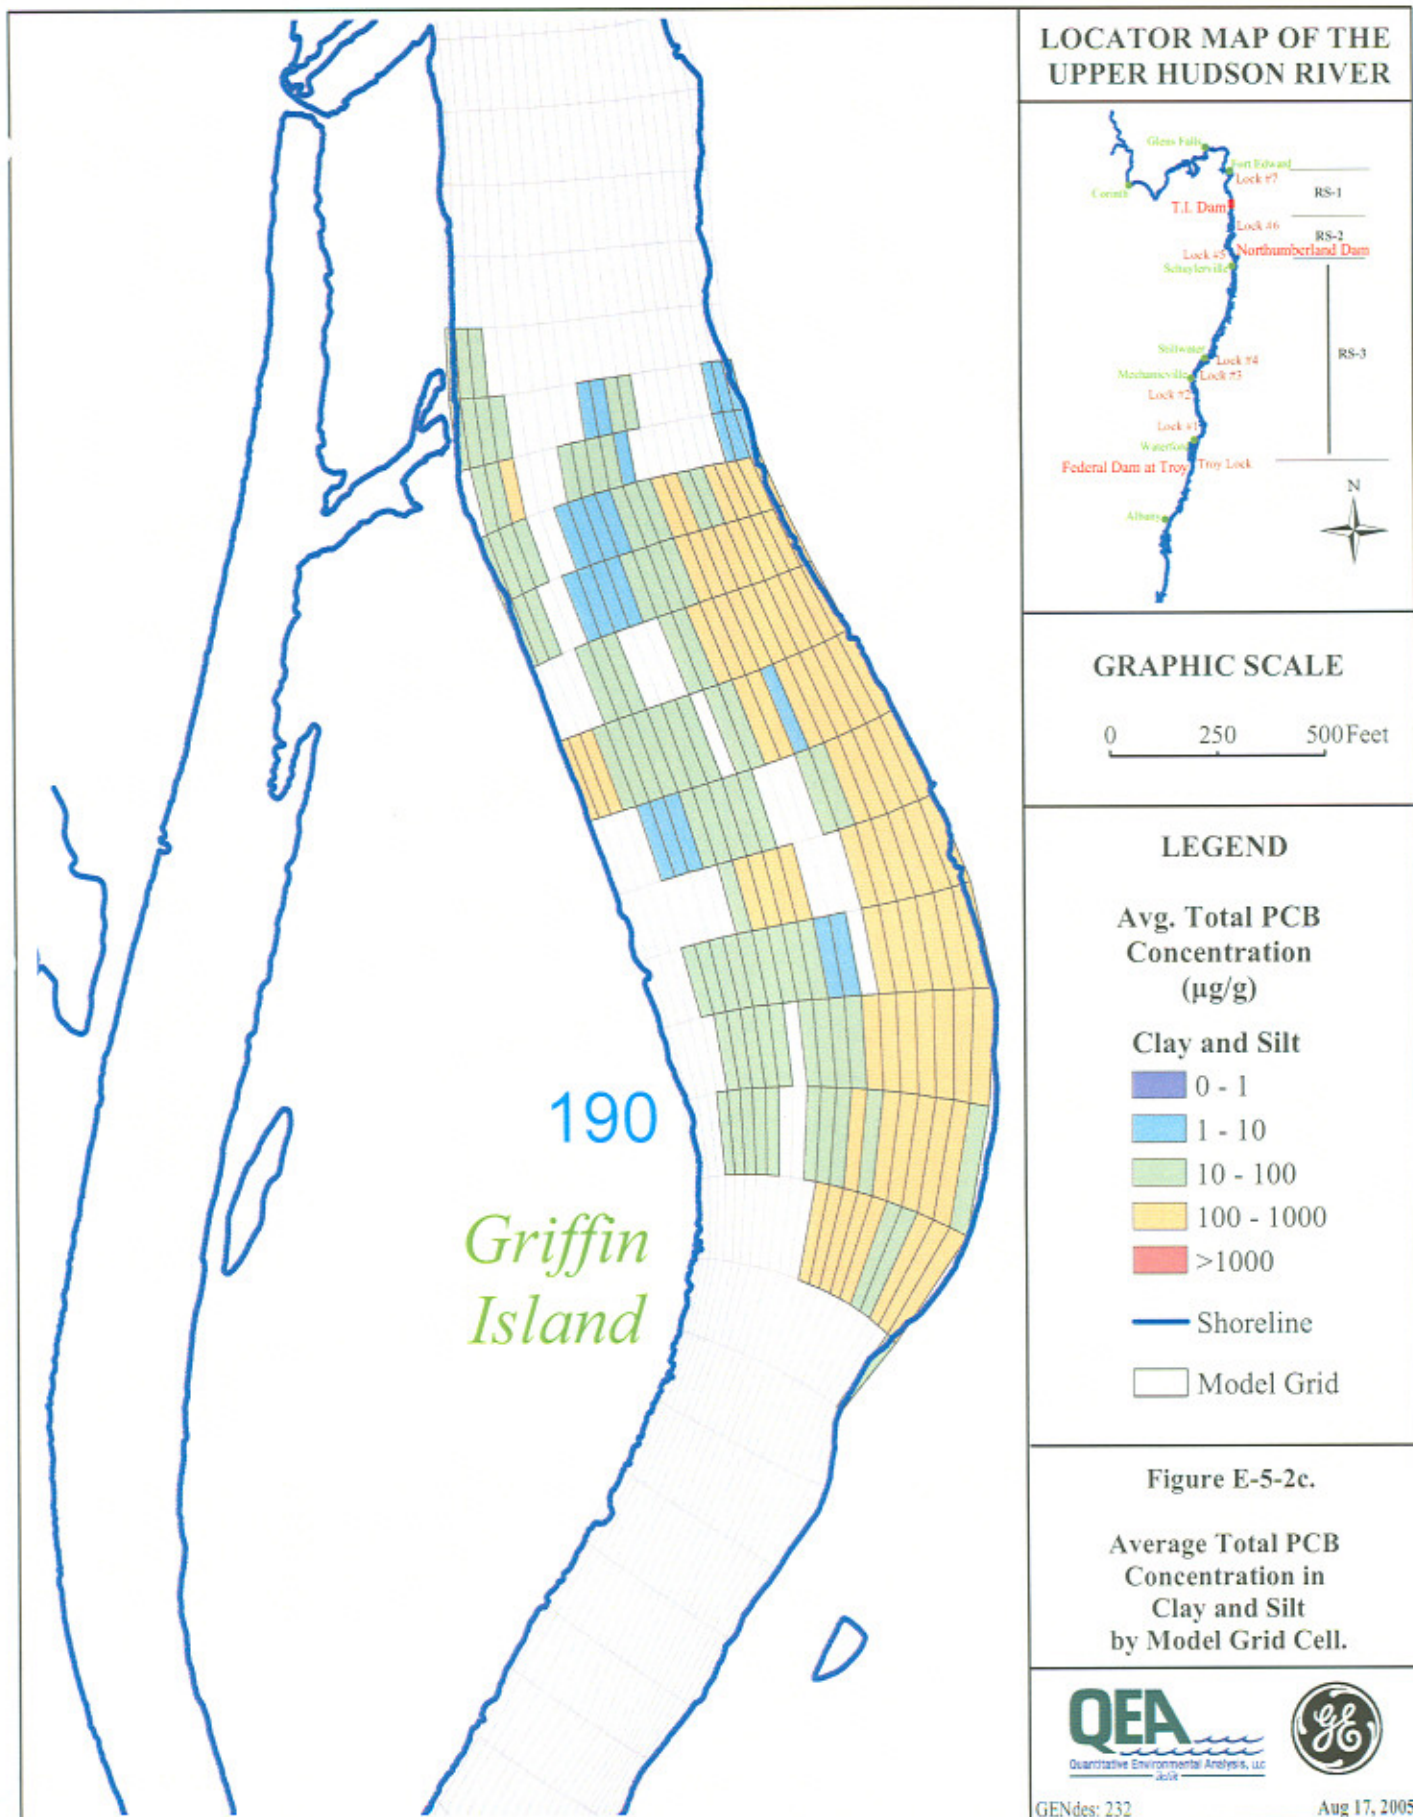 LOCATOR MAP OF THE
UPPER HUDSON RIVER
Glens Falls
Fort Edward
Lock #7
Corinth
RS-1
T.I. Dam
Lock #6
RS-2
Northumberland Dam
Lock #5
Schuylerville
Stillwater
Lock #4
RS-3
Mechanicville
Lock #3
Lock #2
Lock #1
Waterford
Federal Dam at Troy
Troy Lock
N
Albany
GRAPHIC SCALE
0 250 500 Feet
LEGEND
Avg. Total PCB
Concentration
(µg/g)
Clay and Silt
0 - 1
1 - 10
10 - 100
100 - 1000
>1000
Shoreline
Model Grid
190
Griffin
Island
Figure E-5-2c.
Average Total PCB
Concentration in
Clay and Silt
by Model Grid Cell.
QEA
Quantitative Environmental Analysis, LLC
GE
GENdes: 232
Aug 17, 2005